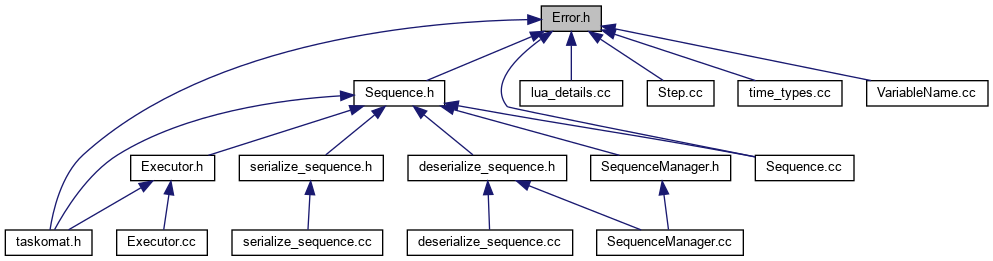 Error.h
Sequence.h
lua_details.cc
Step.cc
time_types.cc
VariableName.cc
Executor.h
serialize_sequence.h
deserialize_sequence.h
SequenceManager.h
Sequence.cc
taskomat.h
Executor.cc
serialize_sequence.cc
deserialize_sequence.cc
SequenceManager.cc